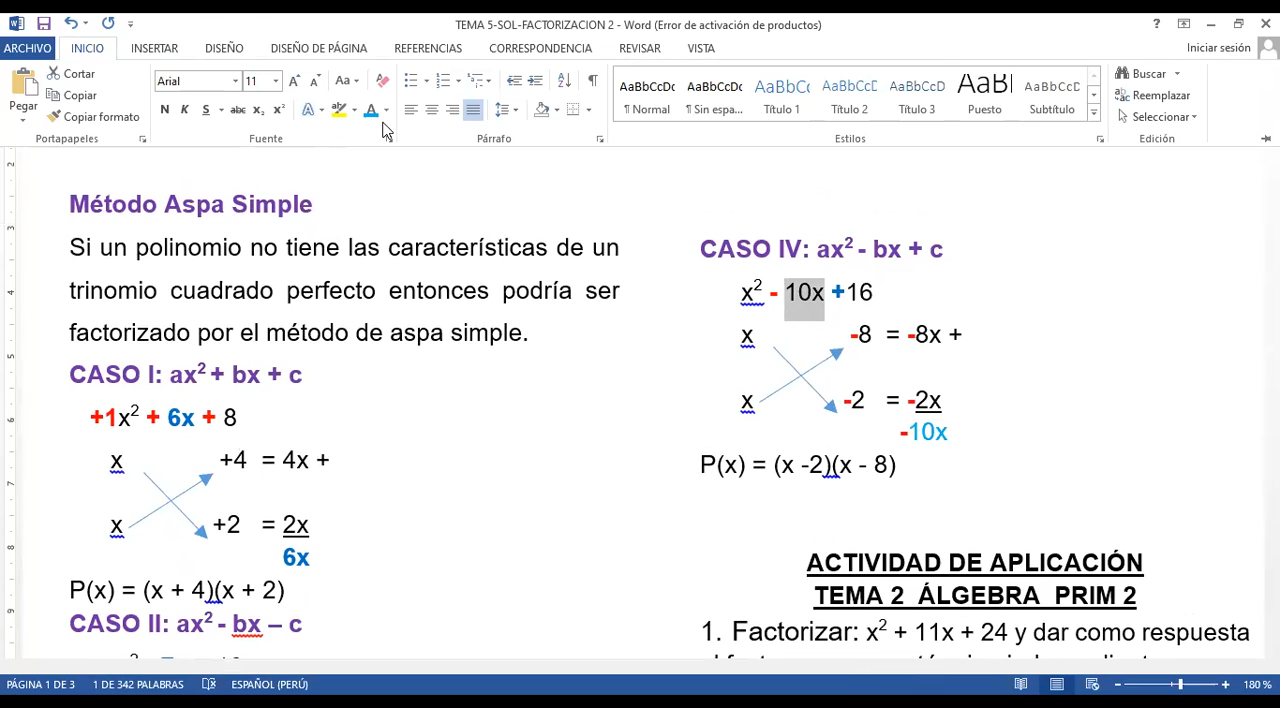 TEMA 5-SOL-FACTORIZACION 2 - Word (Error de activación de productos)
ARCHIVO INICIO INSERTAR DISEÑO DISEÑO DE PÁGINA REFERENCIAS CORRESPONDENCIA REVISAR VISTA Iniciar sesión
Pegar
Cortar
Copiar
Copiar formato
Portapapeles
Arial 11
Aa
N K S abc x₂ x²
A A
Fuente
Párrafo
AaBbCcDc AaBbCcDc AaBbCc AaBbCcD AaBbCcD AaBl AaBbCcDc
¶ Normal ¶ Sin espa... Título 1 Título 2 Título 3 Puesto Subtítulo
Estilos
Buscar
Reemplazar
Seleccionar
Edición
Método Aspa Simple
Si un polinomio no tiene las características de un
trinomio cuadrado perfecto entonces podría ser
factorizado por el método de aspa simple.
CASO I: ax² + bx + c
+1x² + 6x + 8
x +4 = 4x +
x +2 = 2x
6x
P(x) = (x + 4)(x + 2)
CASO II: ax² - bx – c
CASO IV: ax² - bx + c
x² - 10x +16
x -8 = -8x +
x -2 = -2x
-10x
P(x) = (x -2)(x - 8)
ACTIVIDAD DE APLICACIÓN
TEMA 2 ÁLGEBRA PRIM 2
1. Factorizar: x² + 11x + 24 y dar como respuesta
PÁGINA 1 DE 3 1 DE 342 PALABRAS ESPAÑOL (PERÚ) 180 %